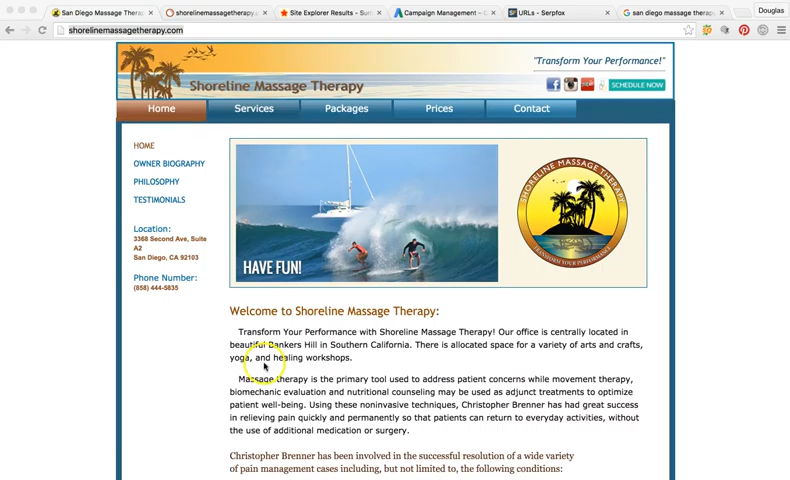 San Diego Massage Therap
shorelinemassagetherapy.
Site Explorer Results - Sum
Campaign Management - G
URLs - Serpfox
san diego massage therap
Douglas
shorelinemassagetherapy.com
Shoreline Massage Therapy
"Transform Your Performance!"
SCHEDULE NOW
Home
Services
Packages
Prices
Contact
HOME
OWNER BIOGRAPHY
PHILOSOPHY
TESTIMONIALS
Location:
3368 Second Ave, Suite
A2
San Diego, CA 92103
Phone Number:
(858) 444-5835
HAVE FUN!
SHORELINE MASSAGE THERAPY
TRANSFORM YOUR PERFORMANCE
Welcome to Shoreline Massage Therapy:
Transform Your Performance with Shoreline Massage Therapy! Our office is centrally located in
beautiful Bankers Hill in Southern California. There is allocated space for a variety of arts and crafts,
yoga, and healing workshops.
Massage therapy is the primary tool used to address patient concerns while movement therapy,
biomechanic evaluation and nutritional counseling may be used as adjunct treatments to optimize
patient well-being. Using these noninvasive techniques, Christopher Brenner has had great success
in relieving pain quickly and permanently so that patients can return to everyday activities, without
the use of additional medication or surgery.
Christopher Brenner has been involved in the successful resolution of a wide variety
of pain management cases including, but not limited to, the following conditions: